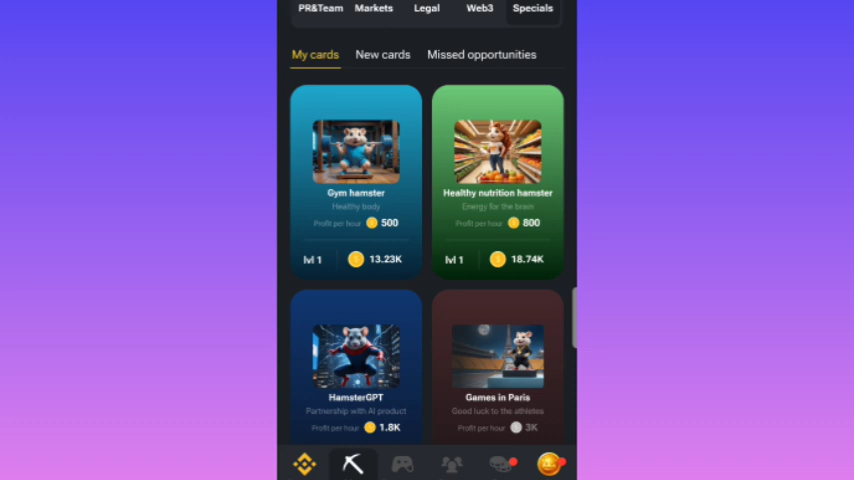 PR&Team Markets Legal Web3 Specials
My cards New cards Missed opportunities
Gym hamster
Healthy body
Profit per hour 500
lvl 1 13.23K
Healthy nutrition hamster
Energy for the brain
Profit per hour 800
lvl 1 18.74K
HamsterGPT
Partnership with AI product
Profit per hour 1.8K
Games in Paris
Good luck to the athletes
Profit per hour 3K